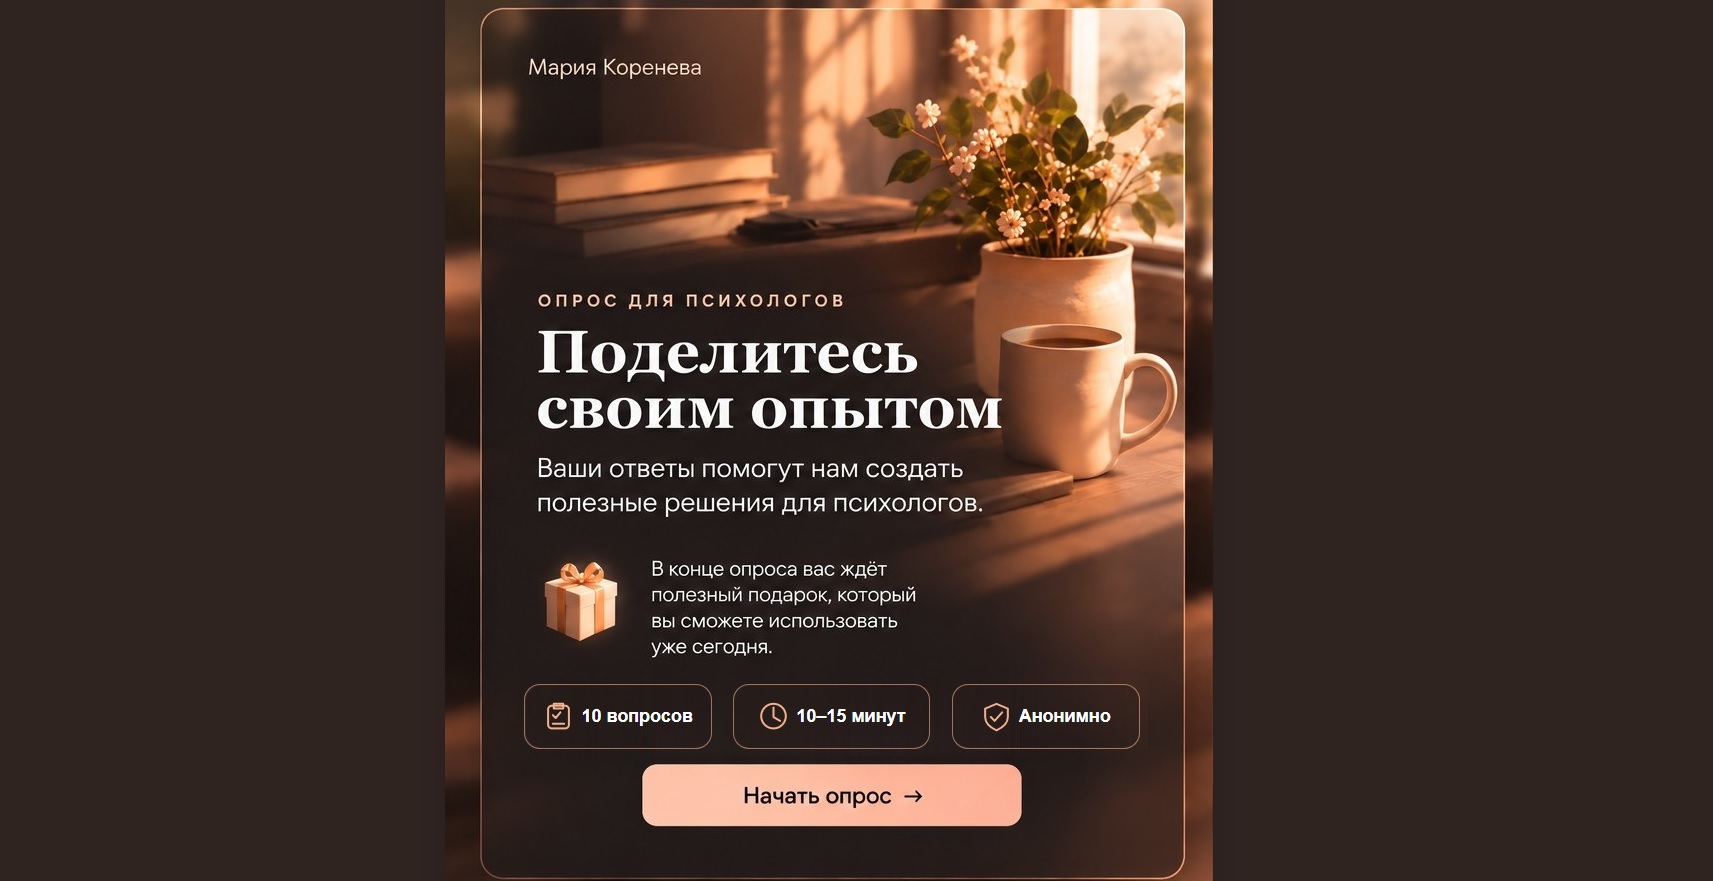 Мария Коренева
ОПРОС ДЛЯ ПСИХОЛОГОВ
Поделитесь
своим опытом
Ваши ответы помогут нам создать
полезные решения для психологов.
В конце опроса вас ждёт
полезный подарок, который
вы сможете использовать
уже сегодня.
10 вопросов
10–15 минут
Анонимно
Начать опрос →